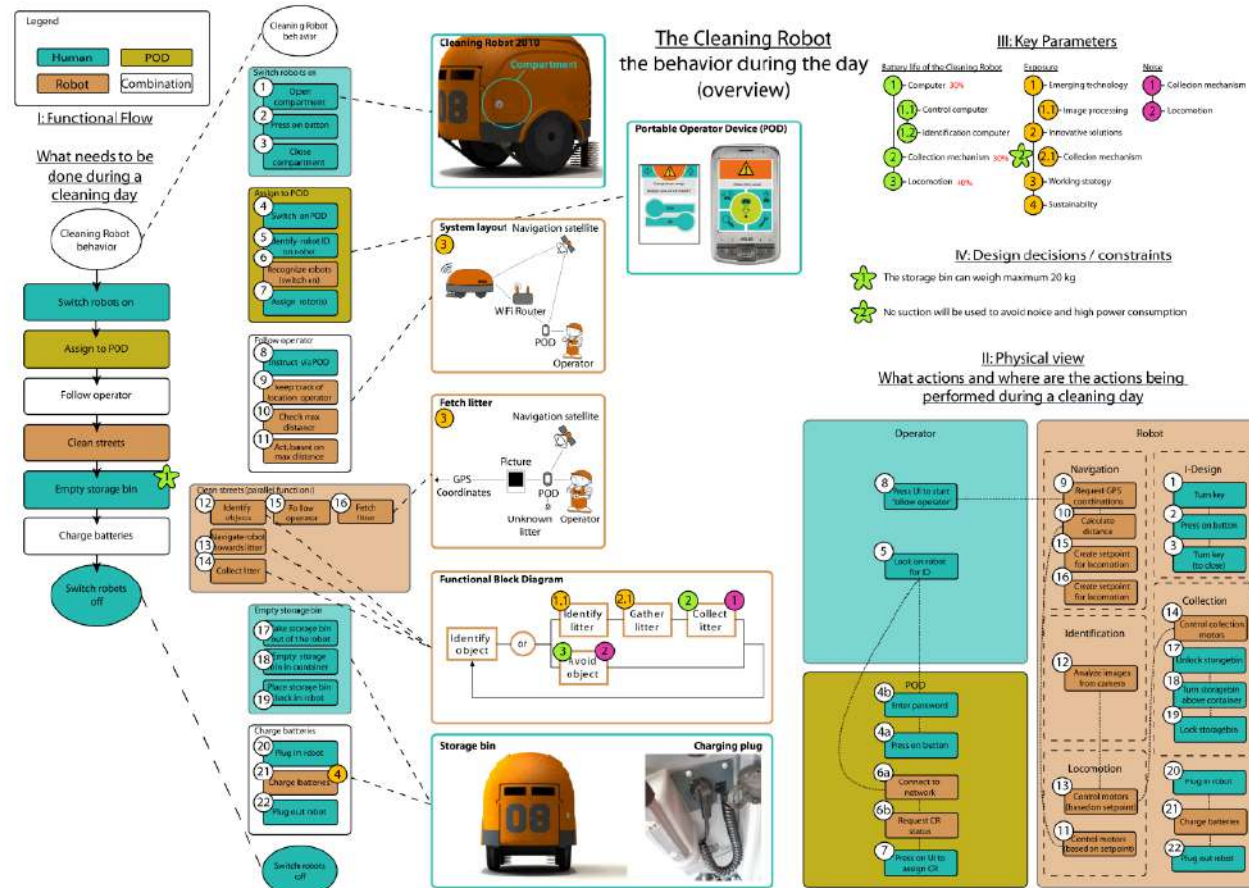 Legend
Human
POD
Robot
Combination
I: Functional Flow
What needs to be
done during a
cleaning day
Cleaning Robot
behavior
Switch robots on
Assign to POD
Follow operator
Clean streets
Empty storage bin
1
Charge batteries
Switch robots
off
Cleaning Robot
behavior
Switch robots on
1
Open
compartment
2
Press on button
3
Close
compartment
Assign to POD
4
Switch on POD
5
Identify robot ID
on robot
6
Recognize robots
(switch on)
7
Assign robot(s)
Follow operator
8
Instruct via POD
9
Keep track of
location operator
10
Check max
distance
11
Act. based on
max distance
Clean streets (parallel functions)
12
Identify
objects
15
Follow
operator
16
Fetch
litter
13
Navigate robot
towards litter
14
Collect litter
Empty storage bin
17
Take storage bin
out of the robot
18
Empty storage
bin in container
19
Place storage bin
back in robot
Charge batteries
20
Plug in robot
21
Charge batteries
4
22
Plug out robot
Switch robots
off
Cleaning Robot 2010
Compartment
08
The Cleaning Robot
the behavior during the day
(overview)
Portable Operator Device (POD)
System layout
3
Navigation satellite
WiFi Router
POD
Operator
Fetch litter
3
Navigation satellite
Picture
GPS
Coordinates
POD
Unknown
litter
Operator
Functional Block Diagram
Identify
object
or
1.1
Identify
litter
2.1
Gather
litter
2
1
Collect
litter
3
2
Avoid
object
Storage bin
Charging plug
08
III: Key Parameters
Battery life of the Cleaning Robot
1
Computer 30%
1.1
Control computer
1.2
Identification computer
2
Collection mechanism 30%
3
Locomotion 40%
Exposure
1
Emerging technology
1.1
Image processing
2
Innovative solutions
2
2.1
Collecion mechanism
3
Working strategy
4
Sustainability
Noise
1
Collecion mechanism
2
Locomotion
IV: Design decisions / constraints
1
The storage bin can weigh maximum 20 kg
2
No suction will be used to avoid noice and high power consumption
II: Physical view
What actions and where are the actions being
performed during a cleaning day
Operator
8
Press UI to start
follow operator
5
Look on robot
for ID
POD
4b
Enter password
4a
Press on button
6a
Connect to
network
6b
Request CR
status
7
Press on UI to
assign CR
Robot
Navigation
9
Request GPS
coordinations
10
Calculate
distance
15
Create setpoint
for locomotion
16
Create setpoint
for locomotion
Identification
12
Analyze images
from camera
Locomotion
13
Control motors
(based on setpoint)
11
Control motors
(based on setpoint)
I-Design
1
Turn key
2
Press on button
3
Turn key
(to close)
Collection
14
Control collection
motors
17
Unlock storagebin
18
Turn storagebin
above container
19
Lock storagebin
20
Plug in robot
21
Charge batteries
22
Plug out robot